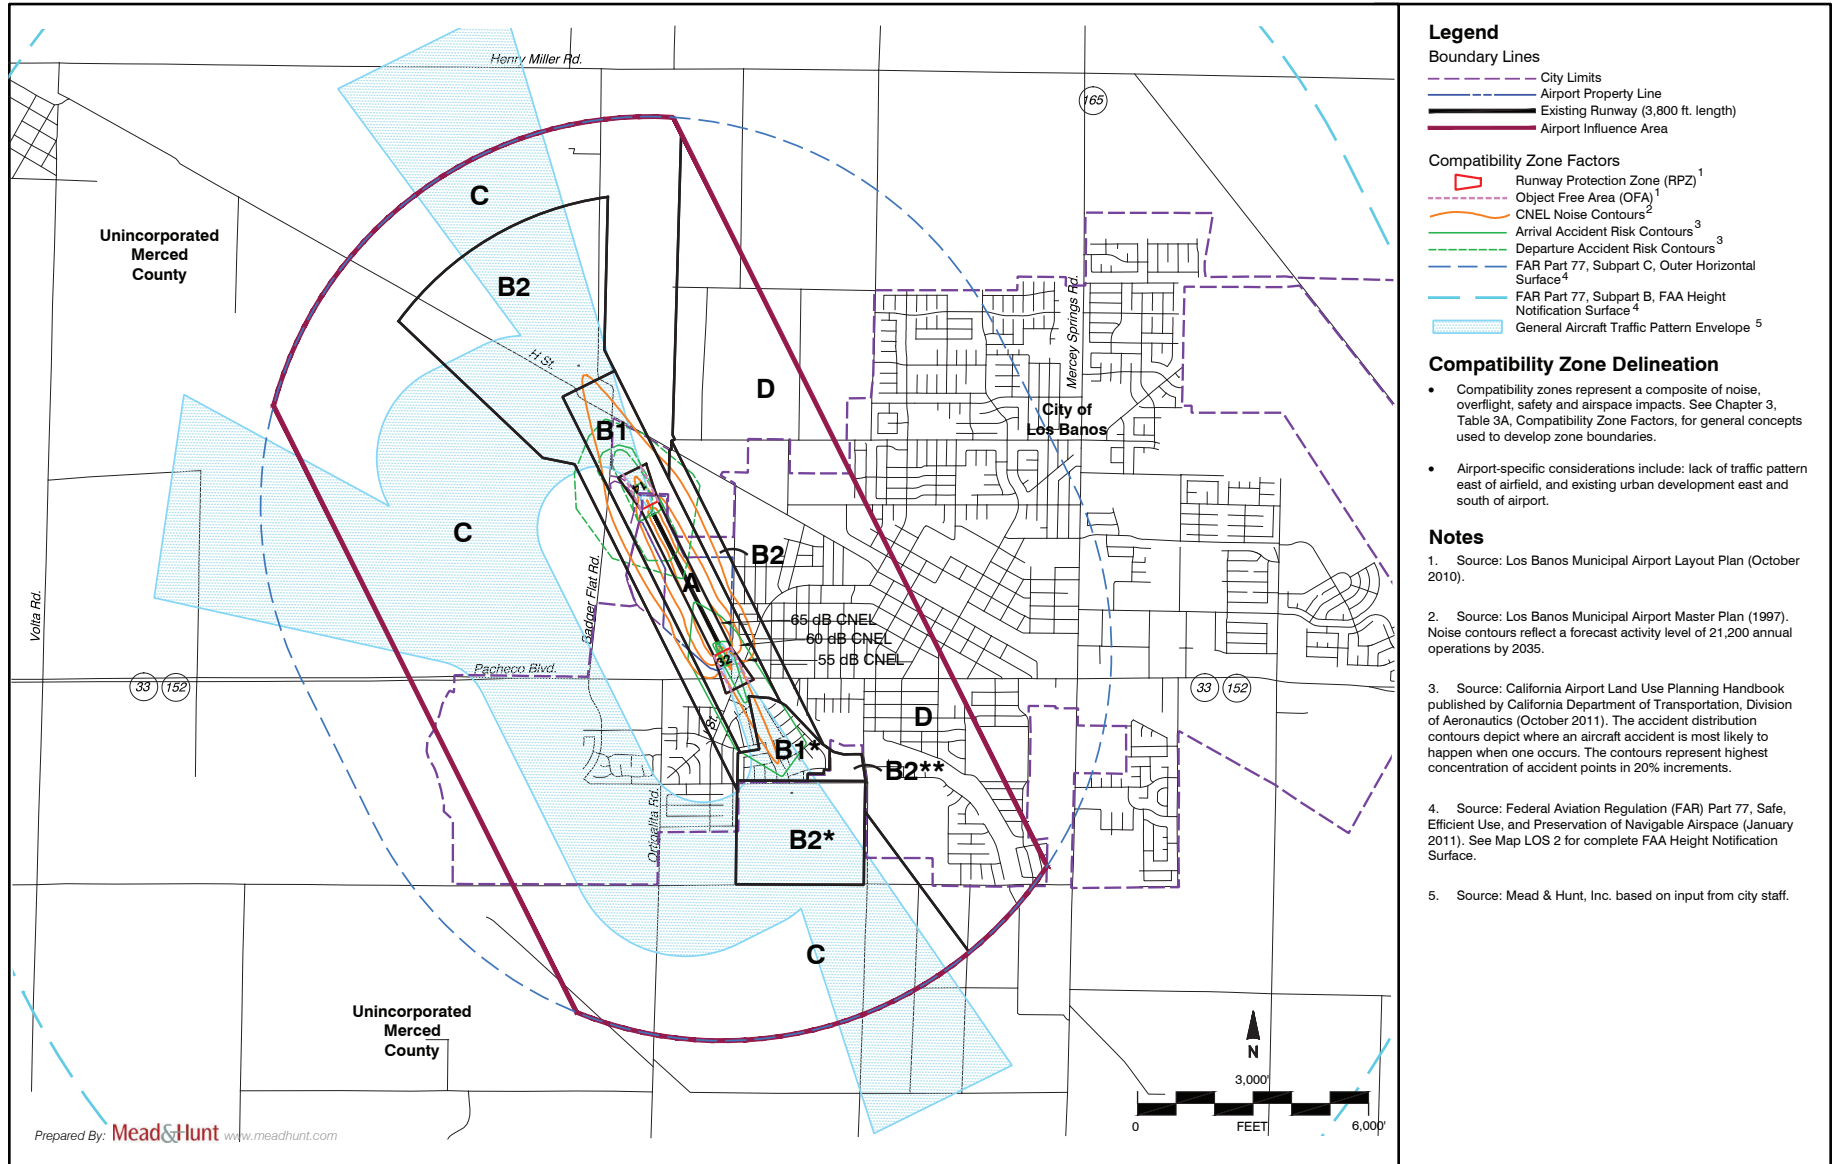 Henry Miller Rd.
165
C
Unincorporated
Merced
County
B2
Mercey Springs Rd.
H St.
D
City of
Los Banos
B1
14
C
B2
A
Badger Flat Rd.
Volta Rd.
65 dB CNEL
60 dB CNEL
55 dB CNEL
32
Pacheco Blvd.
33
152
33
152
D
I St.
B1*
B2**
Ortigalita Rd.
B2*
C
Unincorporated
Merced
County
N
3,000'
0
FEET
6,000'
Prepared By: Mead&Hunt www.meadhunt.com
Legend
Boundary Lines
City Limits
Airport Property Line
Existing Runway (3,800 ft. length)
Airport Influence Area
Compatibility Zone Factors
Runway Protection Zone (RPZ)1
Object Free Area (OFA)1
CNEL Noise Contours2
Arrival Accident Risk Contours3
Departure Accident Risk Contours3
FAR Part 77, Subpart C, Outer Horizontal
Surface4
FAR Part 77, Subpart B, FAA Height
Notification Surface4
General Aircraft Traffic Pattern Envelope5
Compatibility Zone Delineation
• Compatibility zones represent a composite of noise,
overflight, safety and airspace impacts. See Chapter 3,
Table 3A, Compatibility Zone Factors, for general concepts
used to develop zone boundaries.
• Airport-specific considerations include: lack of traffic pattern
east of airfield, and existing urban development east and
south of airport.
Notes
1. Source: Los Banos Municipal Airport Layout Plan (October
2010).
2. Source: Los Banos Municipal Airport Master Plan (1997).
Noise contours reflect a forecast activity level of 21,200 annual
operations by 2035.
3. Source: California Airport Land Use Planning Handbook
published by California Department of Transportation, Division
of Aeronautics (October 2011). The accident distribution
contours depict where an aircraft accident is most likely to
happen when one occurs. The contours represent highest
concentration of accident points in 20% increments.
4. Source: Federal Aviation Regulation (FAR) Part 77, Safe,
Efficient Use, and Preservation of Navigable Airspace (January
2011). See Map LOS 2 for complete FAA Height Notification
Surface.
5. Source: Mead & Hunt, Inc. based on input from city staff.